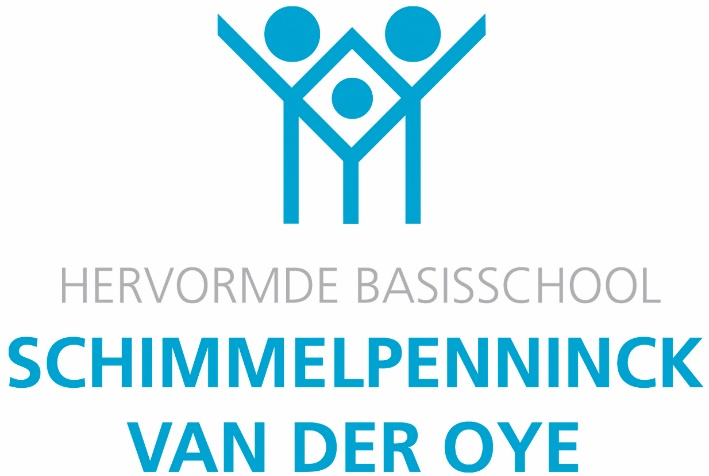 HERVORMDE BASISSCHOOL
SCHIMMELPENNINCK
VAN DER OYE